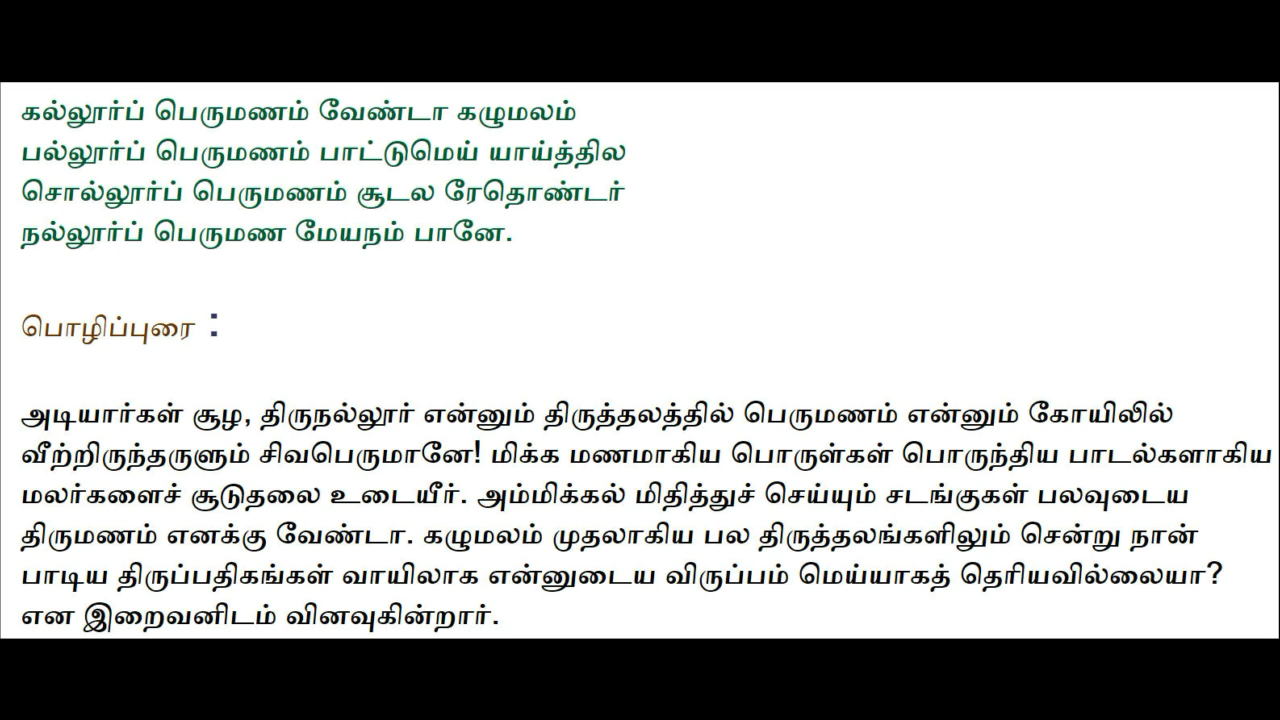 கல்லூர்ப் பெருமணம் வேண்டா கழுமலம்
பல்லூர்ப் பெருமணம் பாட்டுமெய் யாய்த்தில
சொல்லூர்ப் பெருமணம் சூடல ரேதொண்டர்
நல்லூர்ப் பெருமண மேயநம் பானே.
பொழிப்புரை :
அடியார்கள் சூழ, திருநல்லூர் என்னும் திருத்தலத்தில் பெருமணம் என்னும் கோயிலில்
வீற்றிருந்தருளும் சிவபெருமானே! மிக்க மணமாகிய பொருள்கள் பொருந்திய பாடல்களாகிய
மலர்களைச் சூடுதலை உடையீர். அம்மிக்கல் மிதித்துச் செய்யும் சடங்குகள் பலவுடைய
திருமணம் எனக்கு வேண்டா. கழுமலம் முதலாகிய பல திருத்தலங்களிலும் சென்று நான்
பாடிய திருப்பதிகங்கள் வாயிலாக என்னுடைய விருப்பம் மெய்யாகத் தெரியவில்லையா?
என இறைவனிடம் வினவுகின்றார்.